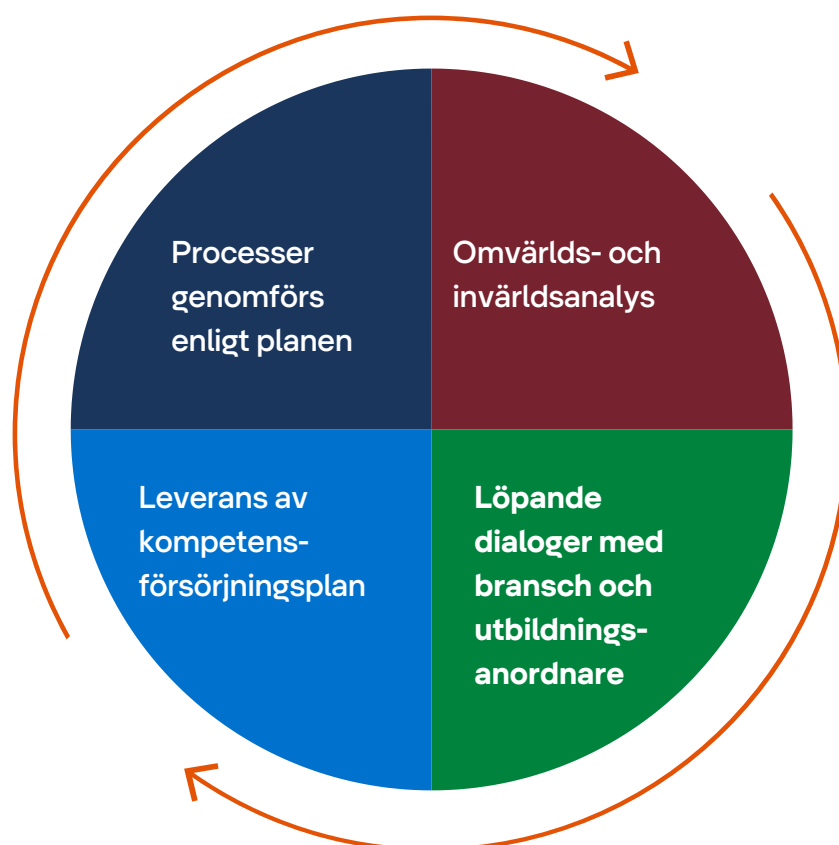 Processer
genomförs
enligt planen
Omvärlds- och
invärldsanalys
Leverans av
kompetens-
försörjningsplan
Löpande
dialoger med
bransch och
utbildnings-
anordnare